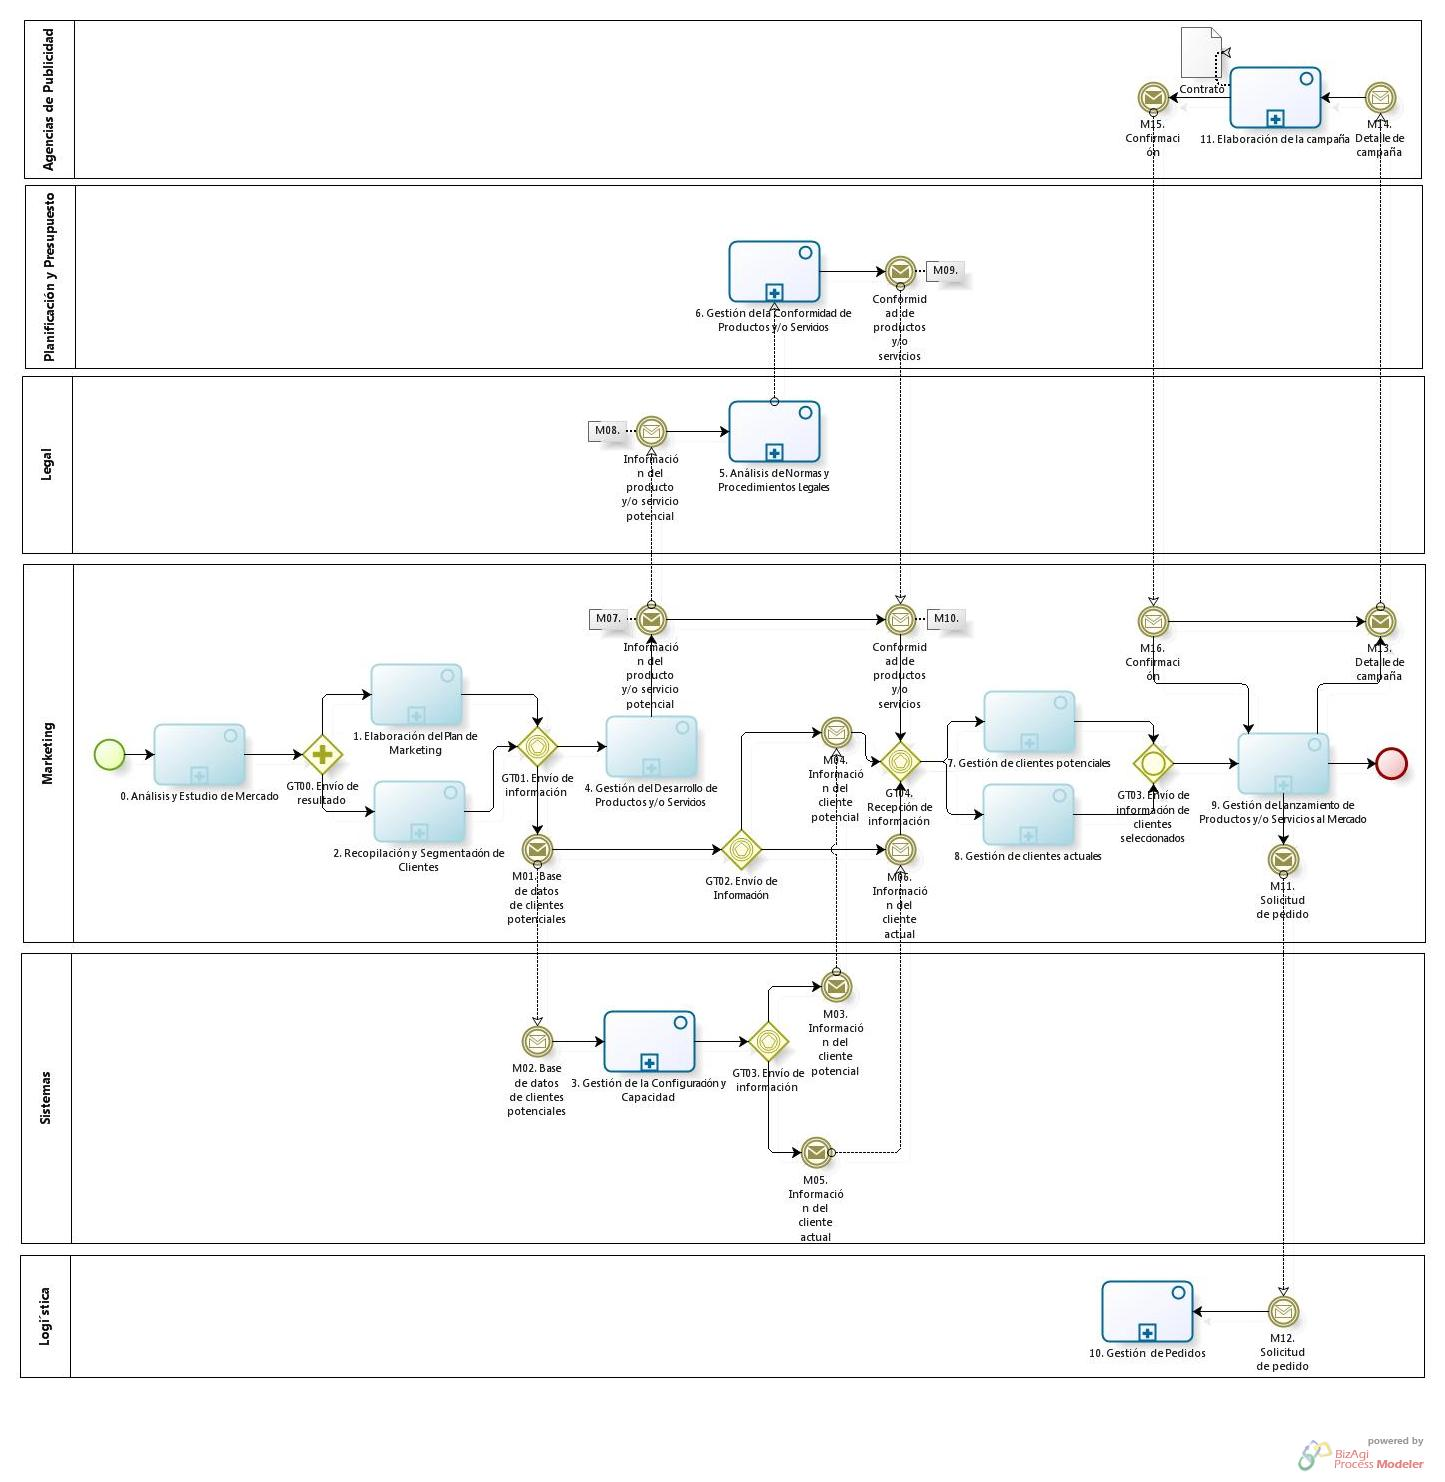 Agencias de Publicidad
Contrato
M15.
Confirmaci
ón
11. Elaboración de la campaña
M14.
Detalle de
campaña
Planificación y Presupuesto
6. Gestión de la Conformidad de
Productos y/o Servicios
M09.
Conformid
ad de
productos
y/o
servicios
Legal
M08.
Informació
n del
producto
y/o servicio
potencial
5. Análisis de Normas y
Procedimientos Legales
Marketing
M07.
Informació
n del
producto
y/o servicio
potencial
M10.
Conformid
ad de
productos
y/o
servicios
M16.
Confirmaci
ón
M13.
Detalle de
campaña
0. Análisis y Estudio de Mercado
GT00. Envío de
resultado
1. Elaboración del Plan de
Marketing
2. Recopilación y Segmentación de
Clientes
GT01. Envío de
información
4. Gestión del Desarrollo de
Productos y/o Servicios
M04.
Informació
n del
cliente
potencial
GT04.
Recepción de
información
7. Gestión de clientes potenciales
8. Gestión de clientes actuales
GT03. Envío de
información de
clientes
seleccionados
9. Gestión de Lanzamiento de
Productos y/o Servicios al Mercado
M01. Base
de datos
de clientes
potenciales
GT02. Envío de
Información
M06.
Informació
n del
cliente
actual
M11.
Solicitud
de pedido
Sistemas
M02. Base
de datos
de clientes
potenciales
3. Gestión de la Configuración y
Capacidad
GT03. Envío de
información
M03.
Informació
n del
cliente
potencial
M05.
Informació
n del
cliente
actual
Logística
10. Gestión de Pedidos
M12.
Solicitud
de pedido
powered by
BizAgi
Process Modeler